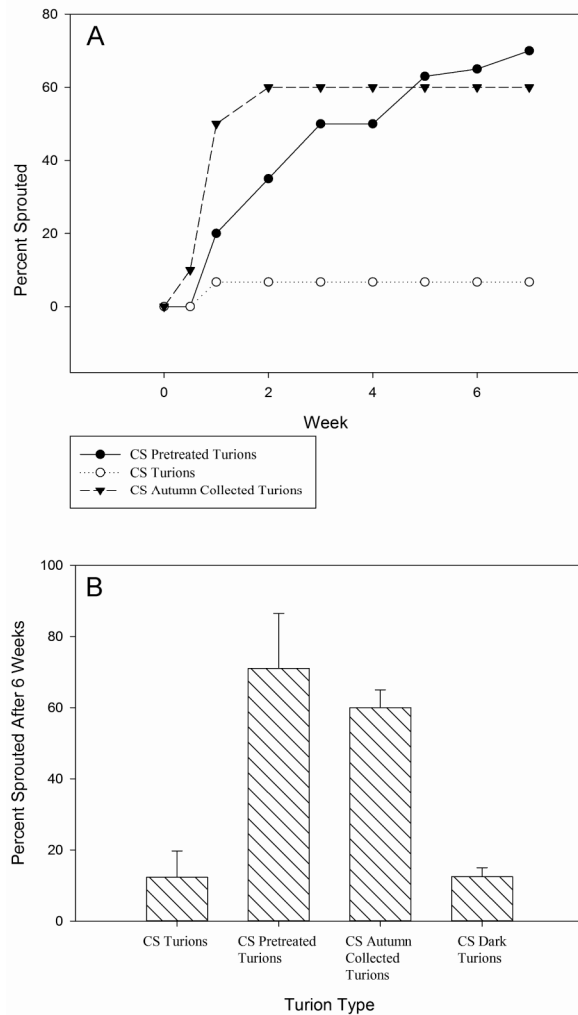 A
80
60
40
20
0
Percent Sprouted
0 2 4 6
Week
CS Pretreated Turions
CS Turions
CS Autumn Collected Turions
B
100
80
60
40
20
0
Percent Sprouted After 6 Weeks
CS Turions CS Pretreated CS Autumn CS Dark
Turions Collected Turions
Turions
Turion Type